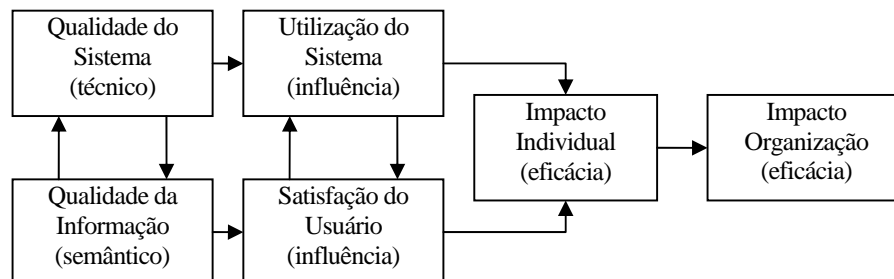 Qualidade do
Sistema
(técnico)
Utilização do
Sistema
(influência)
Impacto
Individual
(eficácia)
Impacto
Organização
(eficácia)
Qualidade da
Informação
(semântico)
Satisfação do
Usuário
(influência)